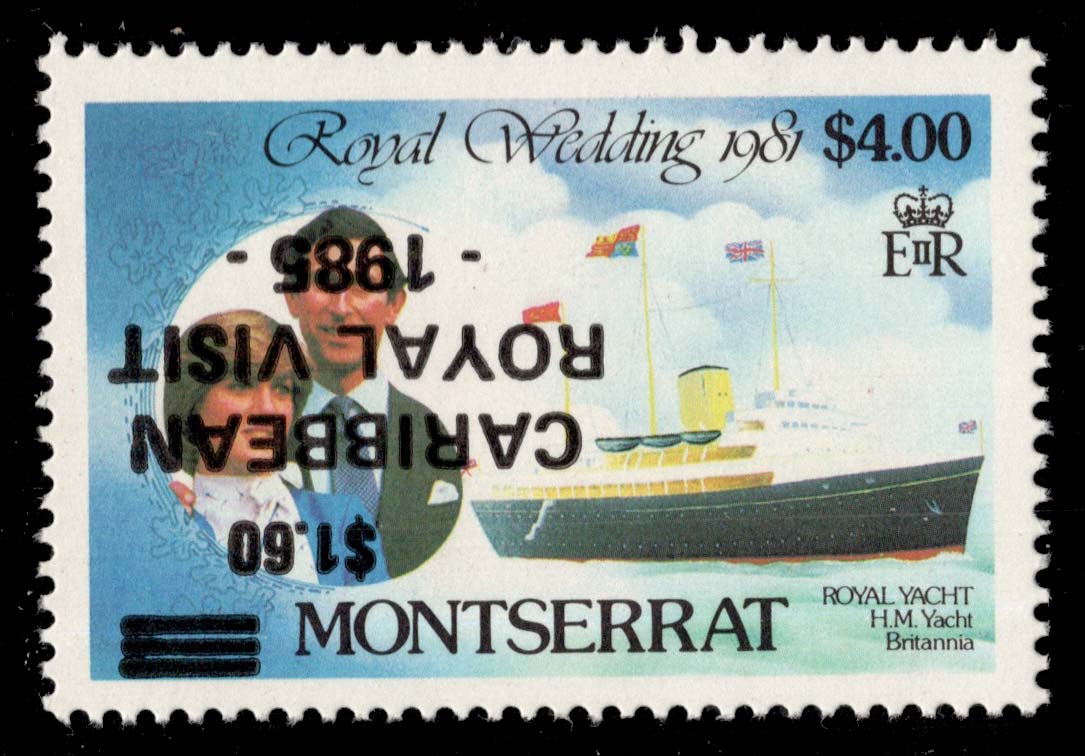 Royal Wedding 1981 $4.00
EIIR
MONTSERRAT
ROYAL YACHT
H.M. Yacht
Britannia
$1.60
CARIBBEAN
ROYAL VISIT
- 1985 -